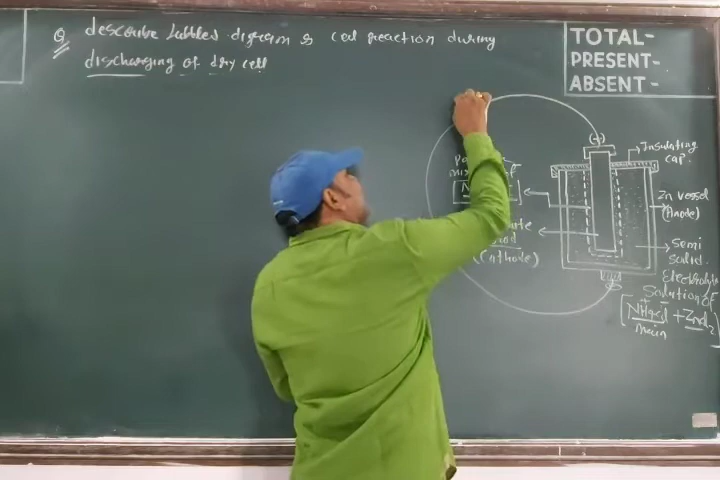 Q. describe labbled digram & cell reaction during
discharging of dry cell
TOTAL-
PRESENT-
ABSENT-
(+)
Insulating
cap.
Zn vessel
(Anode)
(Cathode)
Semi
solid.
Electrolyte
Solution of
[NH4Cl + ZnCl2]
main